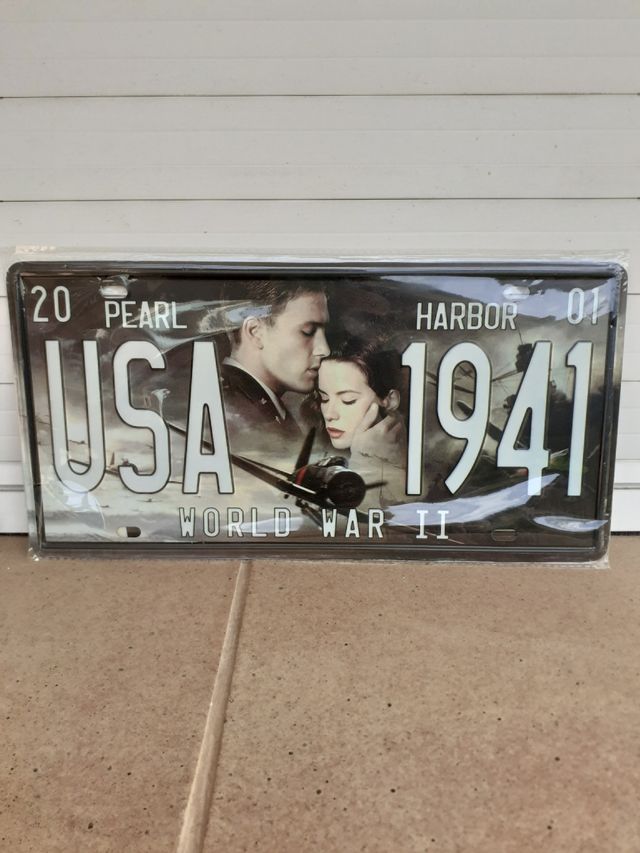 20 PEARL HARBOR 01
USA 1941
WORLD WAR II